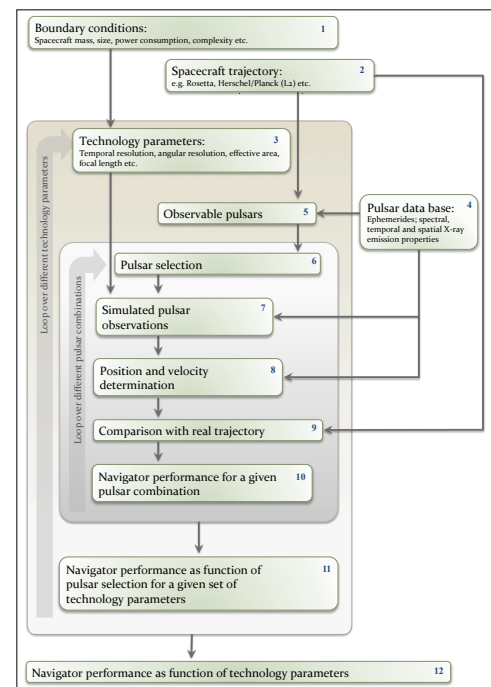 Boundary conditions: 1
Spacecraft mass, size, power consumption, complexity etc.
Spacecraft trajectory: 2
e.g. Rosetta, Herschel/Planck (L2) etc.
Technology parameters: 3
Temporal resolution, angular resolution, effective area,
focal length etc.
Pulsar data base: 4
Ephemerides; spectral,
temporal and spatial X-ray
emission properties
Observable pulsars 5
Pulsar selection 6
Simulated pulsar 7
observations
Position and velocity 8
determination
Comparison with real trajectory 9
Navigator performance for a given 10
pulsar combination
Navigator performance as function of 11
pulsar selection for a given set of
technology parameters
Navigator performance as function of technology parameters 12
Loop over different technology parameters
Loop over different pulsar combinations